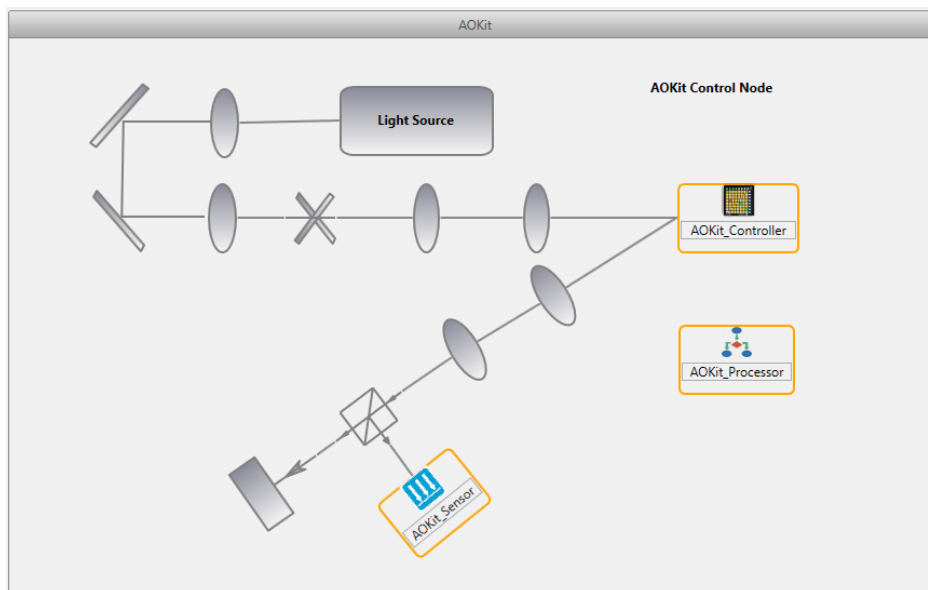 AOKit
AOKit Control Node
Light Source
AOKit_Controller
AOKit_Processor
AOKit_Sensor